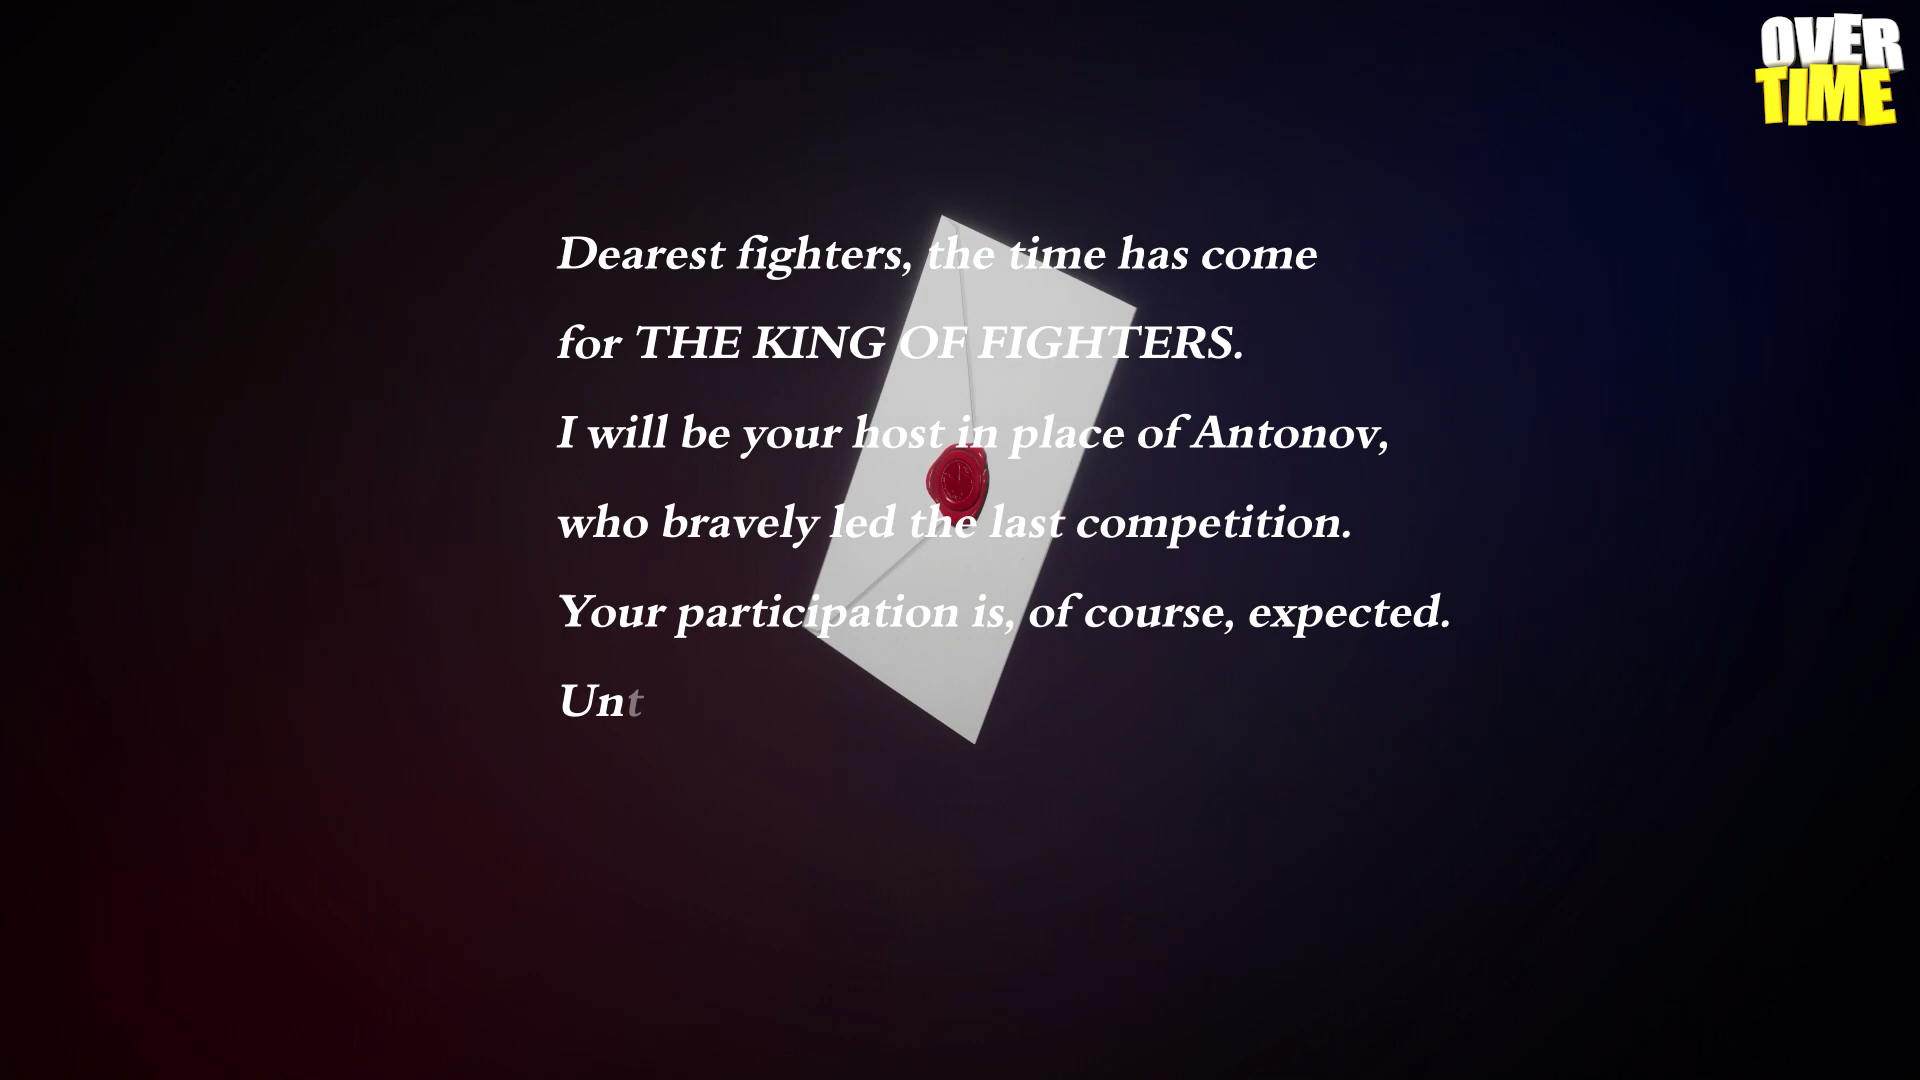 OVER
TIME
Dearest fighters, the time has come
for THE KING OF FIGHTERS.
I will be your host in place of Antonov,
who bravely led the last competition.
Your participation is, of course, expected.
Unt